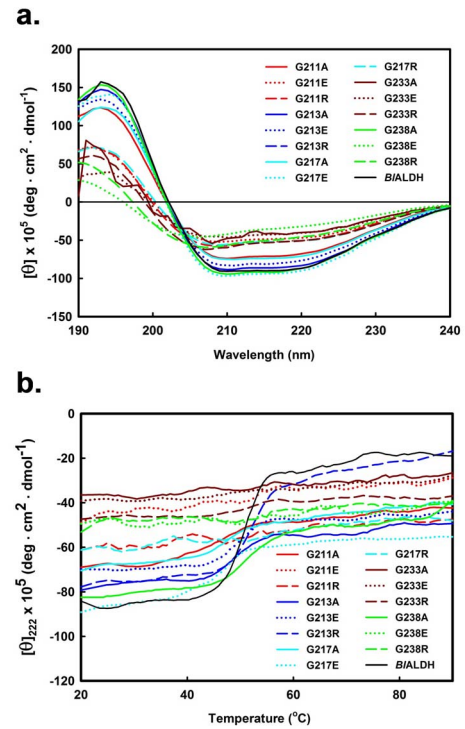 a.
200
150
100
50
0
-50
-100
-150
[θ] x 10⁵ (deg · cm² · dmol⁻¹)
G211A
G211E
G211R
G213A
G213E
G213R
G217A
G217E
G217R
G233A
G233E
G233R
G238A
G238E
G238R
BlALDH
190 200 210 220 230 240
Wavelength (nm)
b.
0
-20
-40
-60
-80
-100
-120
[θ]₂₂₂ x 10⁵ (deg · cm² · dmol⁻¹)
G211A
G211E
G211R
G213A
G213E
G213R
G217A
G217E
G217R
G233A
G233E
G233R
G238A
G238E
G238R
BlALDH
20 40 60 80
Temperature (°C)